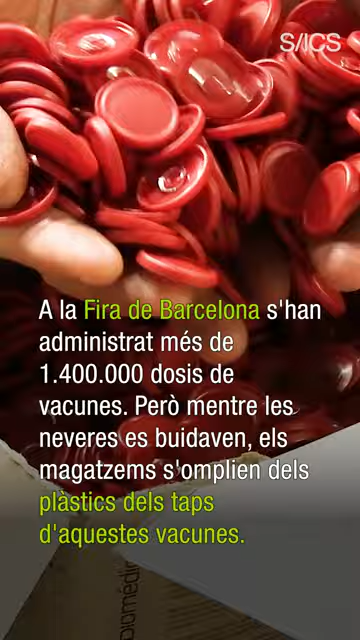 S/ICS
A la Fira de Barcelona s'han
administrat més de
1.400.000 dosis de
vacunes. Però mentre les
neveres es buidaven, els
magatzems s'omplien dels
plàstics dels taps
d'aquestes vacunes.